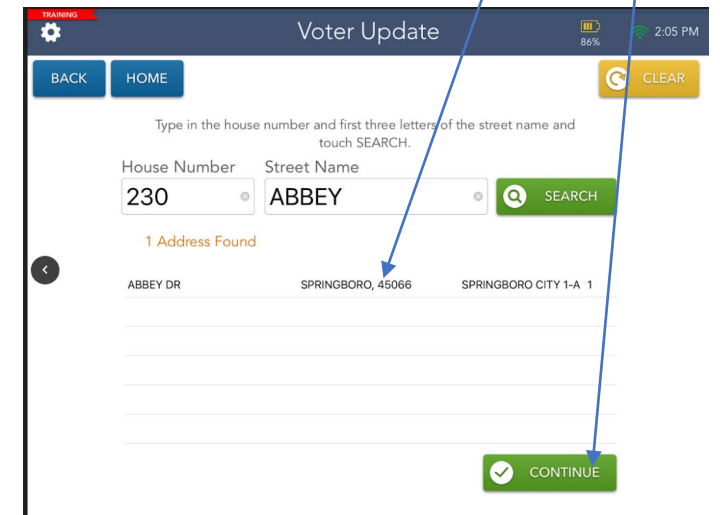 TRAINING
Voter Update
86%
2:05 PM
BACK
HOME
CLEAR
Type in the house number and first three letters of the street name and
touch SEARCH.
House Number
Street Name
230
ABBEY
SEARCH
1 Address Found
ABBEY DR
SPRINGBORO, 45066
SPRINGBORO CITY 1-A 1
CONTINUE